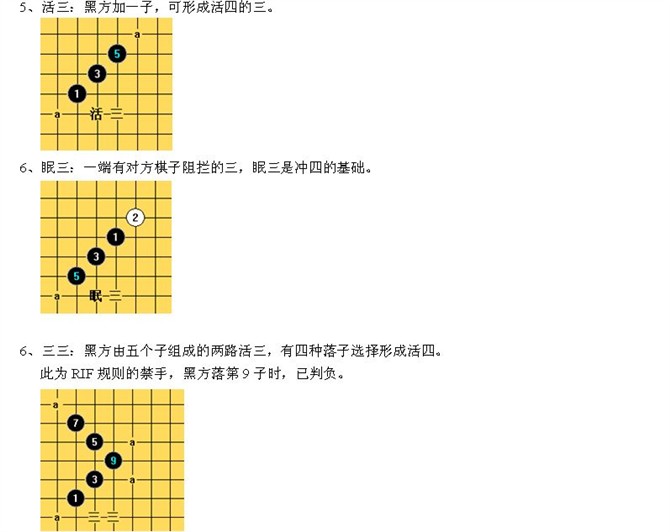 5、活三：黑方加一子，可形成活四的三。
a
5
3
1
a 活三
6、眠三：一端有对方棋子阻拦的三，眠三是冲四的基础。
2
1
3
5
a 眠三
6、三三：黑方由五个子组成的两路活三，有四种落子选择形成活四。
此为 RIF 规则的禁手，黑方落第 9 子时，已判负。
a
7
5 a
9
3 a
1
a 三三